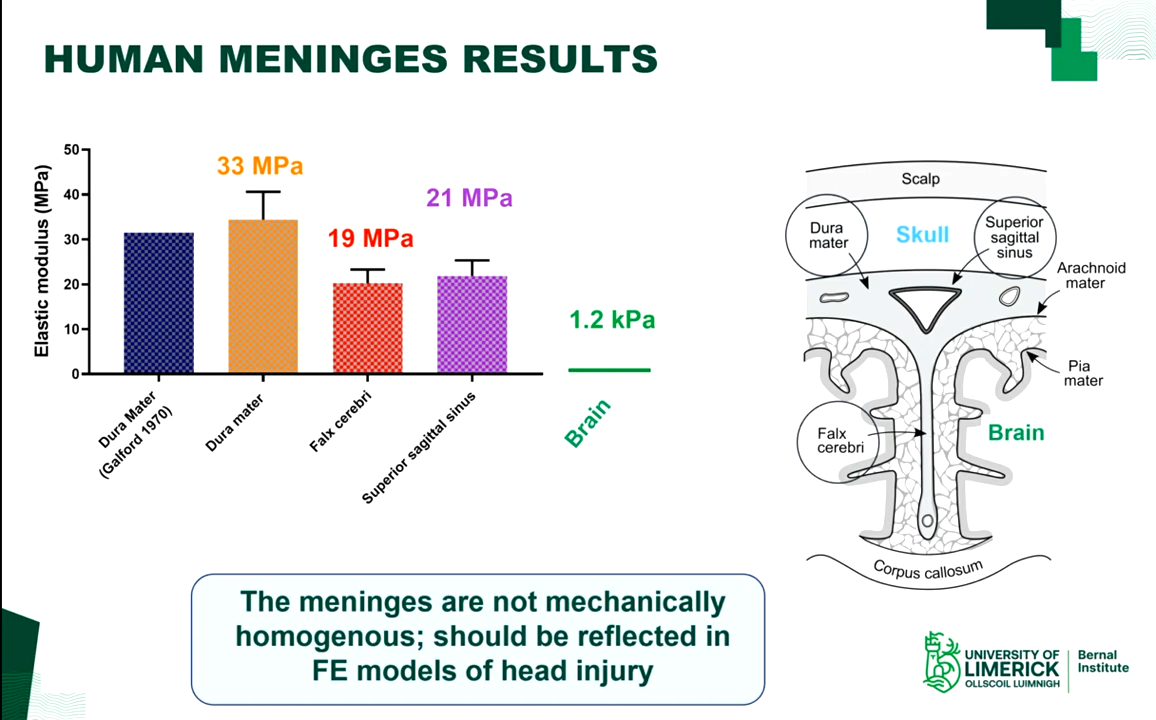 HUMAN MENINGES RESULTS
Elastic modulus (MPa)
50
40
30
20
10
0
33 MPa
19 MPa
21 MPa
1.2 kPa
Dura Mater
(Galford 1970)
Dura mater
Falx cerebri
Superior sagittal sinus
Brain
Scalp
Dura
mater
Skull
Superior
sagittal
sinus
Arachnoid
mater
Pia
mater
Falx
cerebri
Brain
Corpus callosum
The meninges are not mechanically
homogenous; should be reflected in
FE models of head injury
UNIVERSITY OF
LIMERICK
OLLSCOIL LUIMNIGH
Bernal
Institute